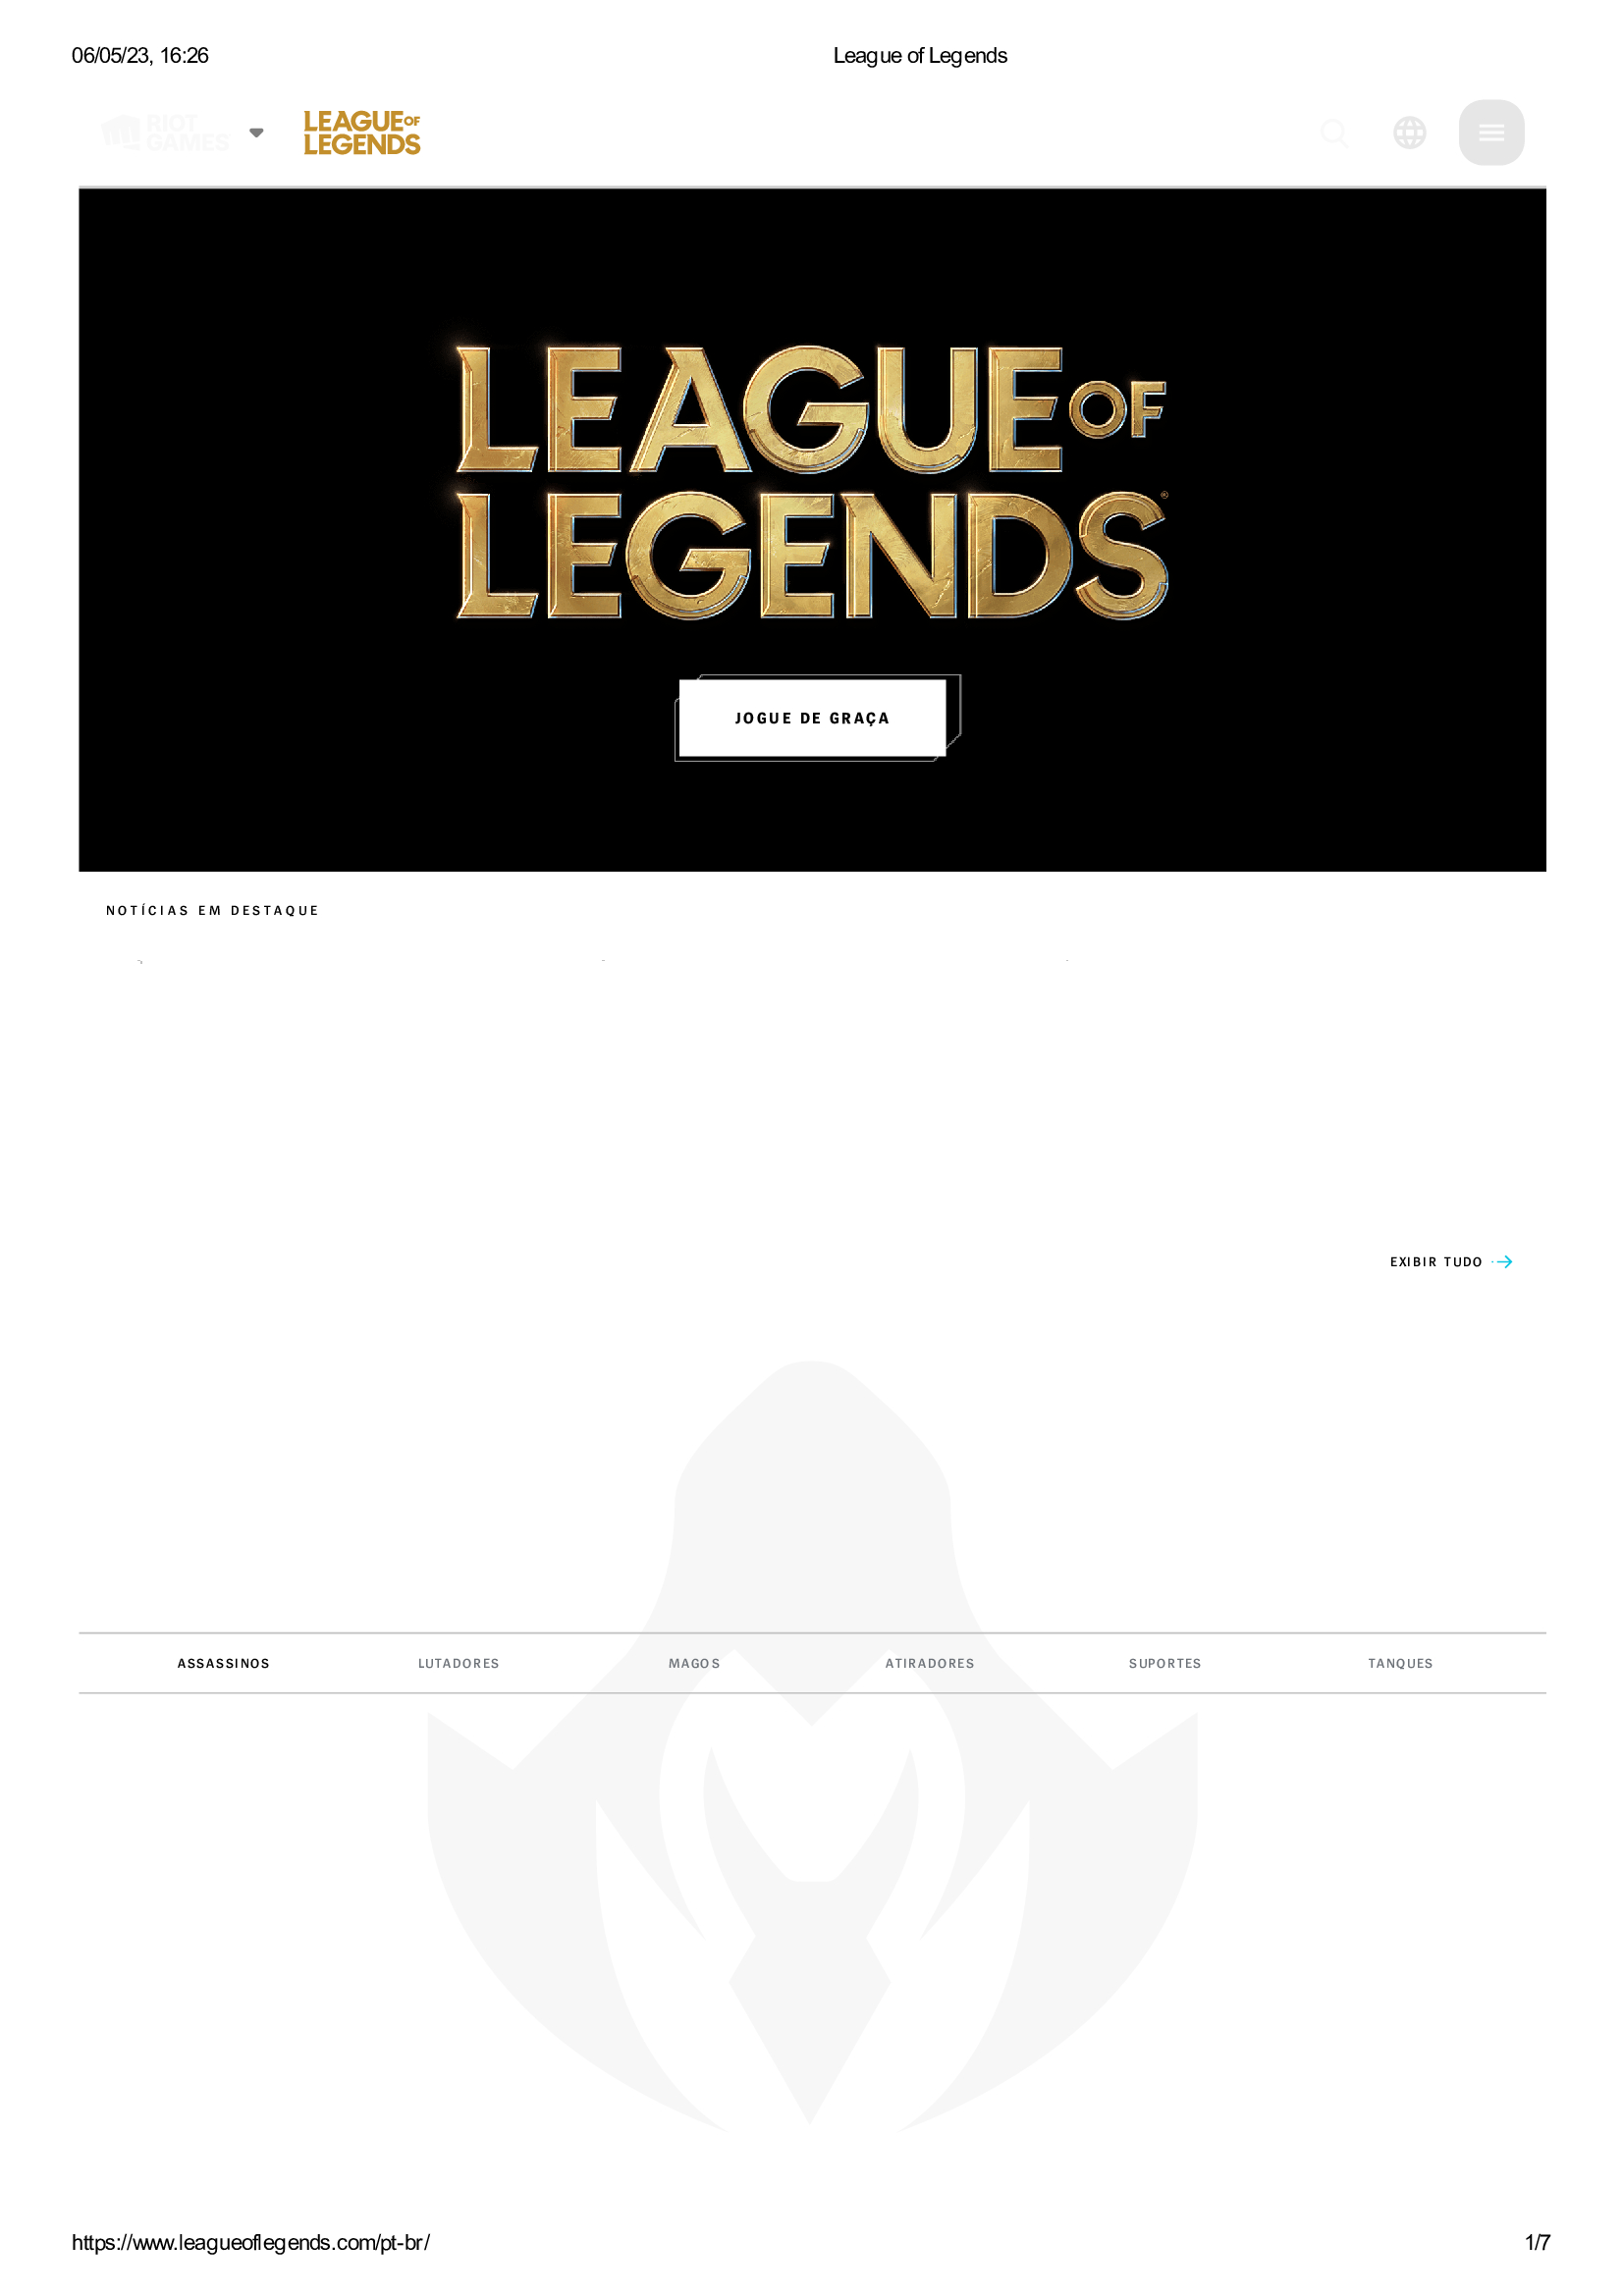 06/05/23, 16:26
League of Legends
RIOT
GAMES
LEAGUE OF
LEGENDS
LEAGUE OF
LEGENDS
JOGUE DE GRAÇA
NOTÍCIAS EM DESTAQUE
EXIBIR TUDO
ASSASSINOS LUTADORES MAGOS ATIRADORES SUPORTES TANQUES
https://www.leagueoflegends.com/pt-br/
1/7